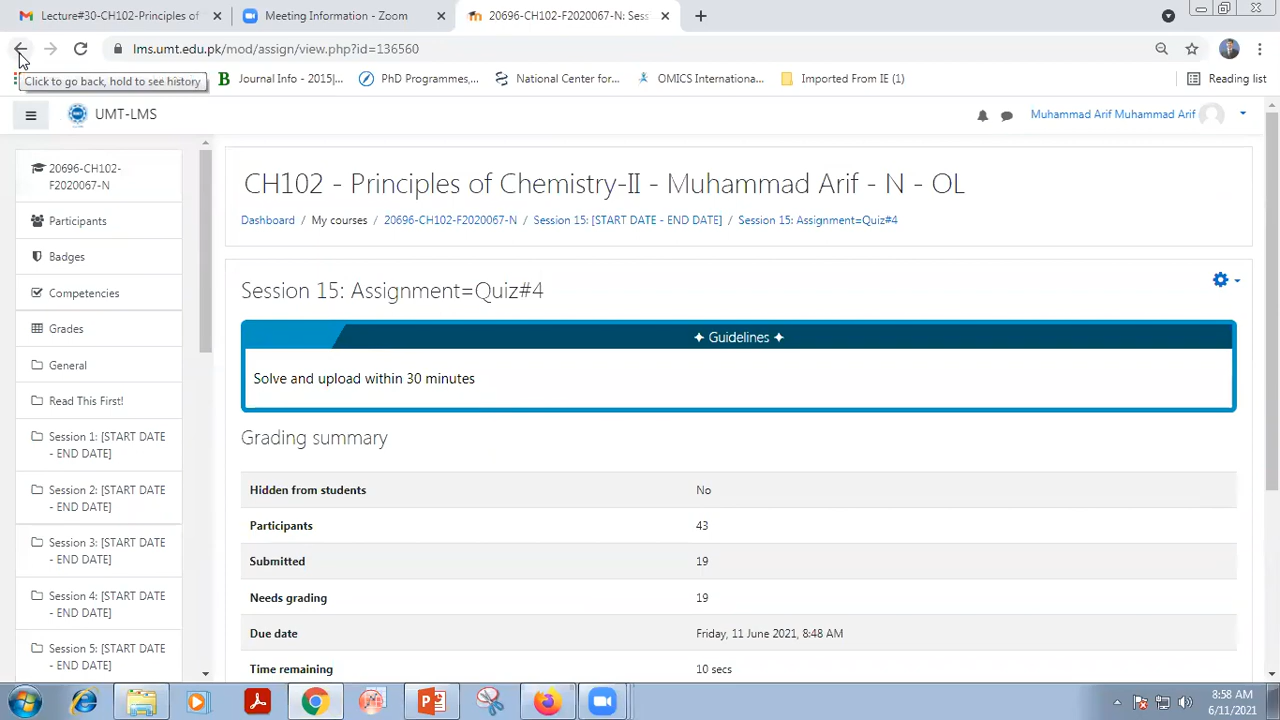 Lecture#30-CH102-Principles of
Meeting Information - Zoom
20696-CH102-F2020067-N: Sess
lms.umt.edu.pk/mod/assign/view.php?id=136560
Click to go back, hold to see history
Journal Info - 2015|...
PhD Programmes,...
National Center for...
OMICS Internationa...
Imported From IE (1)
Reading list
UMT-LMS
Muhammad Arif Muhammad Arif
20696-CH102-
F2020067-N
Participants
Badges
Competencies
Grades
General
Read This First!
Session 1: [START DATE
- END DATE]
Session 2: [START DATE
- END DATE]
Session 3: [START DATE
- END DATE]
Session 4: [START DATE
- END DATE]
Session 5: [START DATE
- END DATE]
CH102 - Principles of Chemistry-II - Muhammad Arif - N - OL
Dashboard / My courses / 20696-CH102-F2020067-N / Session 15: [START DATE - END DATE] / Session 15: Assignment=Quiz#4
Session 15: Assignment=Quiz#4
✦ Guidelines ✦
Solve and upload within 30 minutes
Grading summary
Hidden from students No
Participants 43
Submitted 19
Needs grading 19
Due date Friday, 11 June 2021, 8:48 AM
Time remaining 10 secs
8:58 AM
6/11/2021